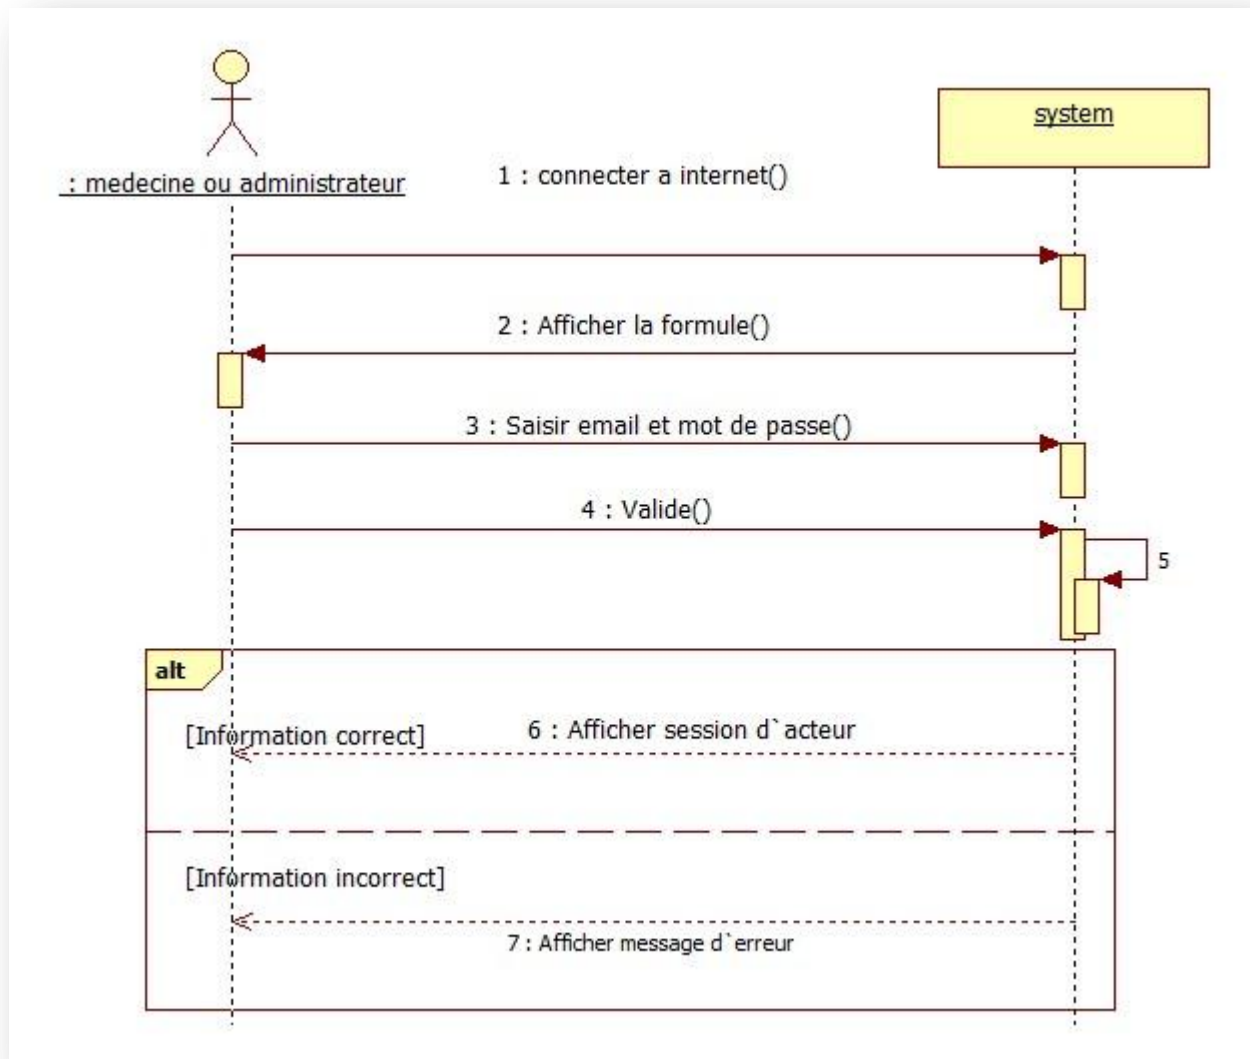 system
: medecine ou administrateur
1 : connecter a internet()
2 : Afficher la formule()
3 : Saisir email et mot de passe()
4 : Valide()
5
alt
[Information correct]
6 : Afficher session d`acteur
[Information incorrect]
7 : Afficher message d`erreur